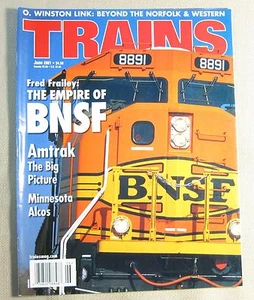 O. WINSTON LINK: BEYOND THE NORFOLK & WESTERN
TRAINS
June 2001
8891
8891
Fred Frailey!
THE EMPIRE OF
BNSF
Amtrak
The Big
Picture
Minnesota
Alcos
BNSF
trainsmag.com